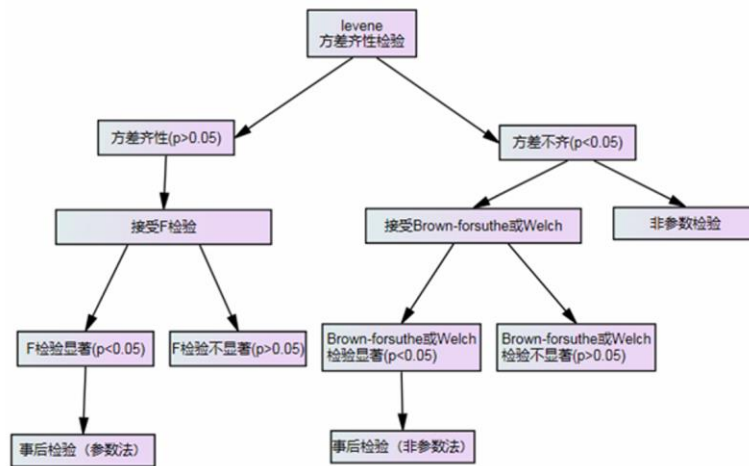 levene
方差齐性检验
方差齐性(p>0.05)
方差不齐(p<0.05)
接受F检验
接受Brown-forsuthe或Welch
非参数检验
F检验显著(p<0.05)
F检验不显著(p>0.05)
Brown-forsuthe或Welch
检验显著(p<0.05)
Brown-forsuthe或Welch
检验不显著(p>0.05)
事后检验（参数法）
事后检验（非参数法）